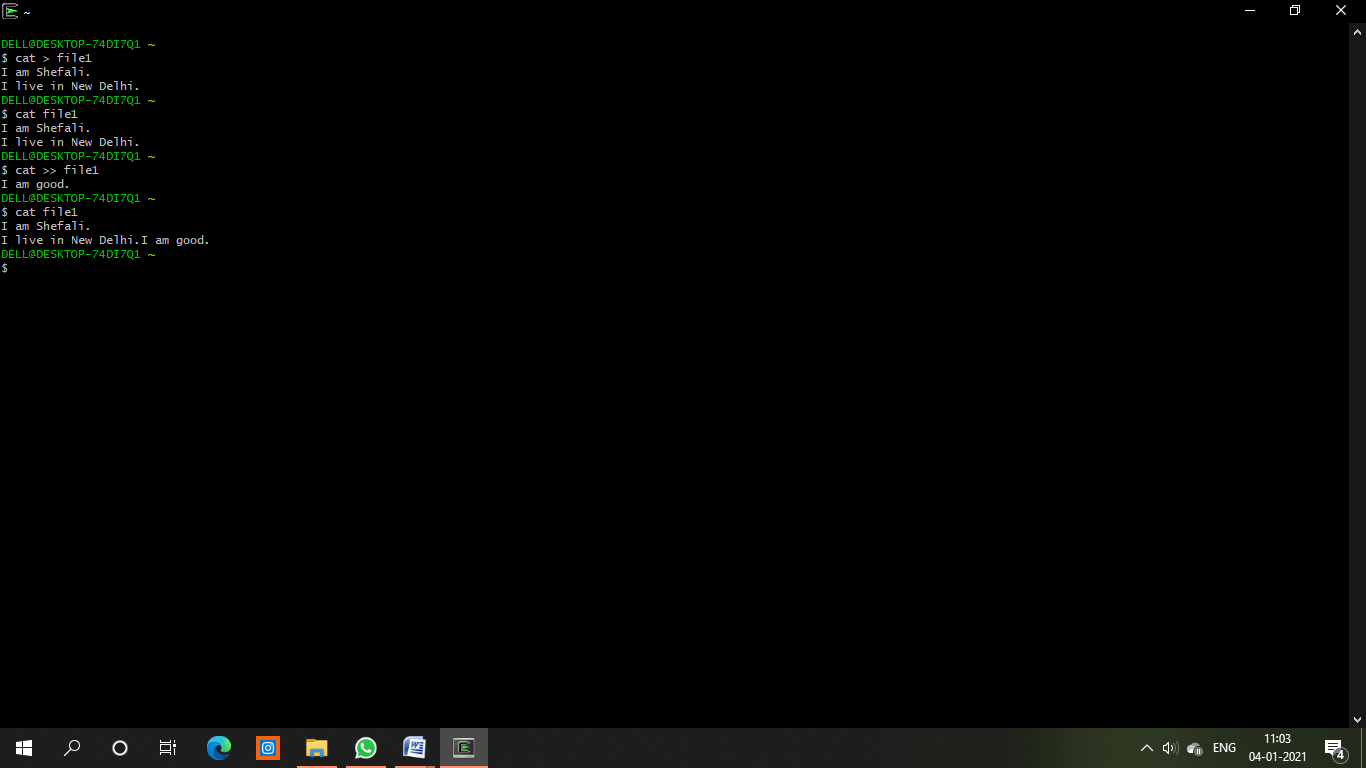 ~
DELL@DESKTOP-74DI7Q1 ~
$ cat > file1
I am Shefali.
I live in New Delhi.
DELL@DESKTOP-74DI7Q1 ~
$ cat file1
I am Shefali.
I live in New Delhi.
DELL@DESKTOP-74DI7Q1 ~
$ cat >> file1
I am good.
DELL@DESKTOP-74DI7Q1 ~
$ cat file1
I am Shefali.
I live in New Delhi.I am good.
DELL@DESKTOP-74DI7Q1 ~
$
ENG
11:03
04-01-2021
4